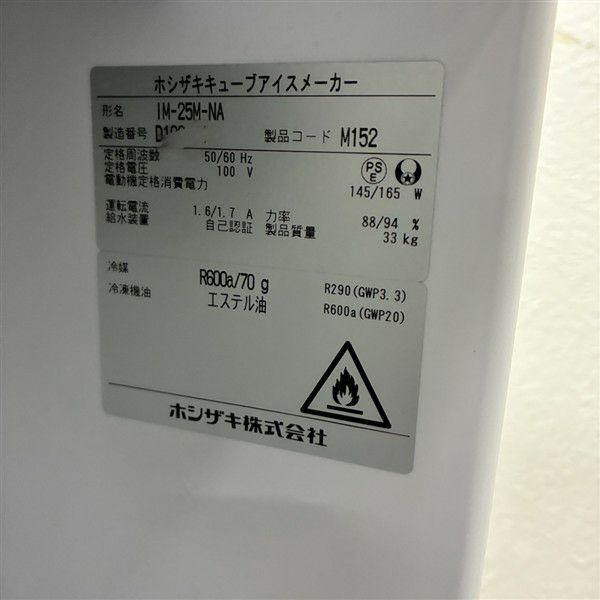 ホシザキキューブアイスメーカー
形名 IM-25M-NA
製造番号 製品コード M152
定格周波数 50/60 Hz
定格電圧 100 V
PS E
電動機定格消費電力 145/165 W
運転電流 1.6/1.7 A 力率 88/94 %
給水装置 自己認証 製品質量 33 kg
冷媒 R600a/70 g R290(GWP3.3)
冷凍機油 エステル油 R600a(GWP20)
ホシザキ株式会社